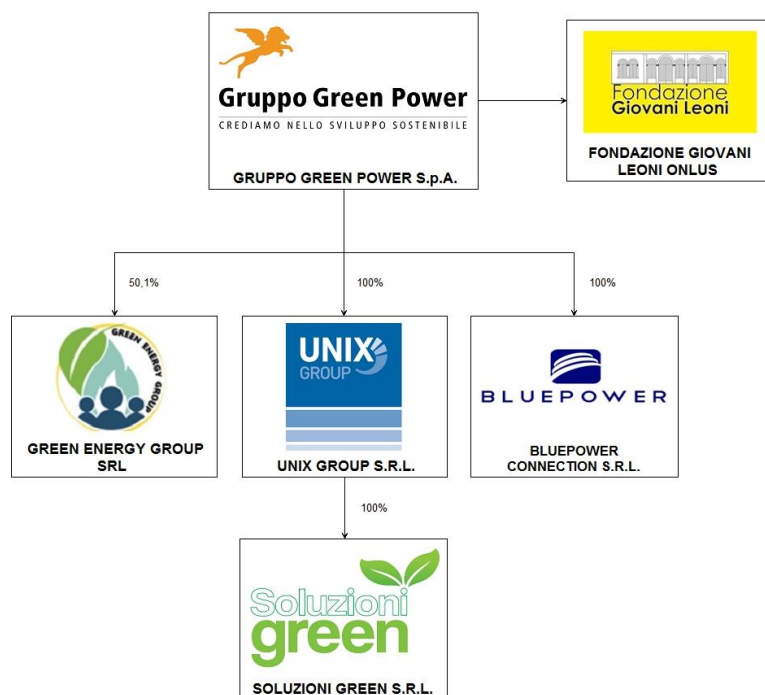 Gruppo Green Power
CREDIAMO NELLO SVILUPPO SOSTENIBILE
GRUPPO GREEN POWER S.p.A.
Fondazione
Giovani Leoni
FONDAZIONE GIOVANI
LEONI ONLUS
50,1%
100%
100%
GREEN ENERGY GROUP
GREEN ENERGY GROUP
SRL
UNIX
GROUP
UNIX GROUP S.R.L.
BLUEPOWER
BLUEPOWER
CONNECTION S.R.L.
100%
Soluzioni
green
SOLUZIONI GREEN S.R.L.